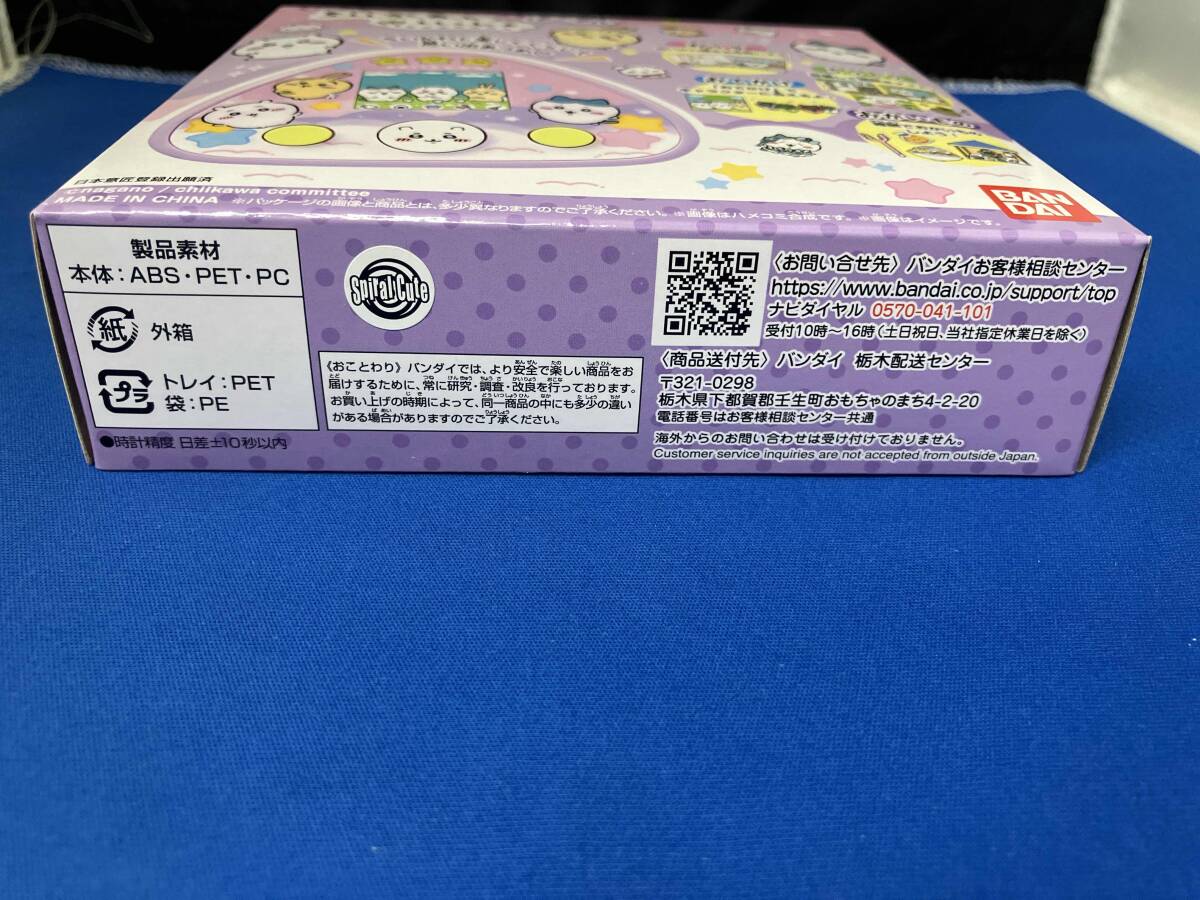 日本意匠登録出願済
©nagano / chiikawa committee
MADE IN CHINA ※パッケージの画像と商品とは、多少異なりますのでご了承ください。※画像はハメコミ合成です。※画像はイメージです。
BAN
DAI
製品素材
本体：ABS・PET・PC
紙 外箱
プラ トレイ：PET
袋：PE
●時計精度 日差±10秒以内
Spiral Cute
《おことわり》バンダイでは、より安全で楽しい商品をお
届けするために、常に研究・調査・改良を行っております。
お買い上げの時期によって、同一商品の中にも多少の違い
がある場合がありますのでご了承ください。
〈お問い合せ先〉バンダイお客様相談センター
https://www.bandai.co.jp/support/top
ナビダイヤル 0570-041-101
受付10時～16時（土日祝日、当社指定休業日を除く）
〈商品送付先〉バンダイ 栃木配送センター
〒321-0298
栃木県下都賀郡壬生町おもちゃのまち4-2-20
電話番号はお客様相談センター共通
海外からのお問い合わせは受け付けておりません。
Customer service inquiries are not accepted from outside Japan.